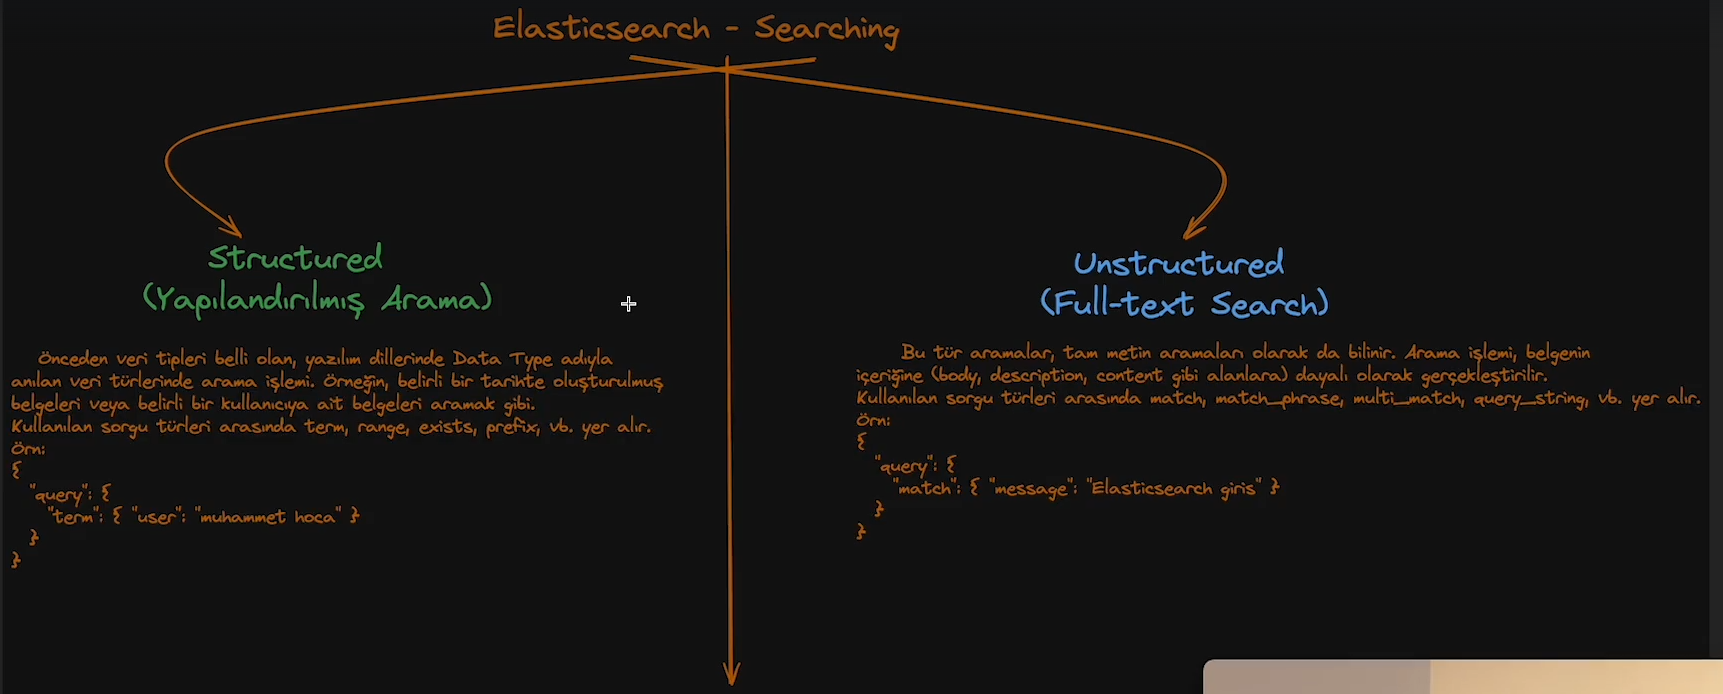 Elasticsearch - Searching
Structured
(Yapılandırılmış Arama)
Önceden veri tipleri belli olan, yazılım dillerinde Data Type adıyla
anılan veri türlerinde arama işlemi. Örneğin, belirli bir tarihte oluşturulmuş
belgeleri veya belirli bir kullanıcıya ait belgeleri aramak gibi.
Kullanılan sorgu türleri arasında term, range, exists, prefix, vb. yer alır.
Örn:
{
"query": {
"term": { "user": "muhammet hoca" }
}
}
Unstructured
(Full-text Search)
Bu tür aramalar, tam metin aramaları olarak da bilinir. Arama işlemi, belgenin
içeriğine (body, description, content gibi alanlara) dayalı olarak gerçekleştirilir.
Kullanılan sorgu türleri arasında match, match_phrase, multi_match, query_string, vb. yer alır.
Örn:
{
"query": {
"match": { "message": "Elasticsearch giris" }
}
}